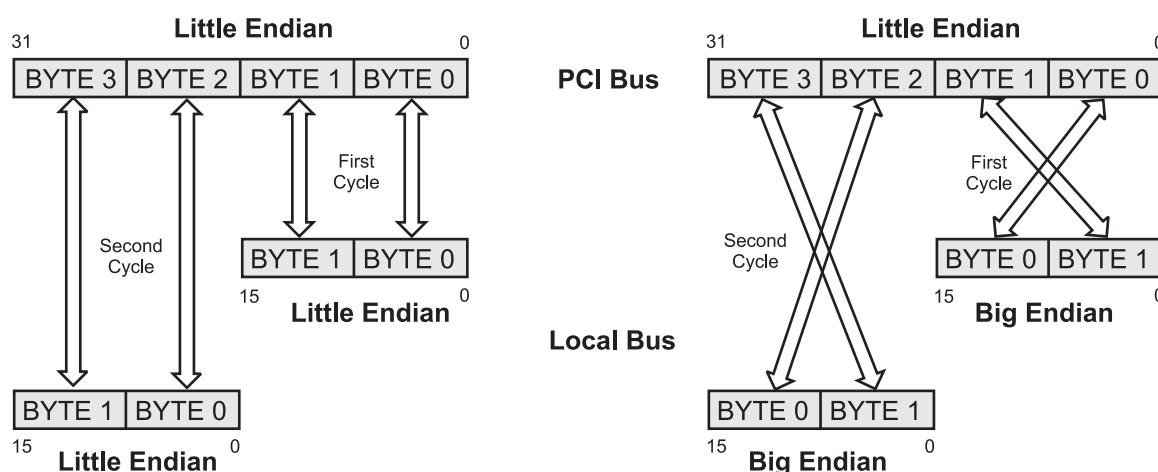 Little Endian
31 0
BYTE 3 BYTE 2 BYTE 1 BYTE 0
First
Cycle
Second
Cycle
BYTE 1 BYTE 0
15 0
Little Endian
BYTE 1 BYTE 0
15 0
Little Endian
PCI Bus
Local Bus
Little Endian
31 0
BYTE 3 BYTE 2 BYTE 1 BYTE 0
First
Cycle
Second
Cycle
BYTE 0 BYTE 1
15 0
Big Endian
BYTE 0 BYTE 1
15 0
Big Endian